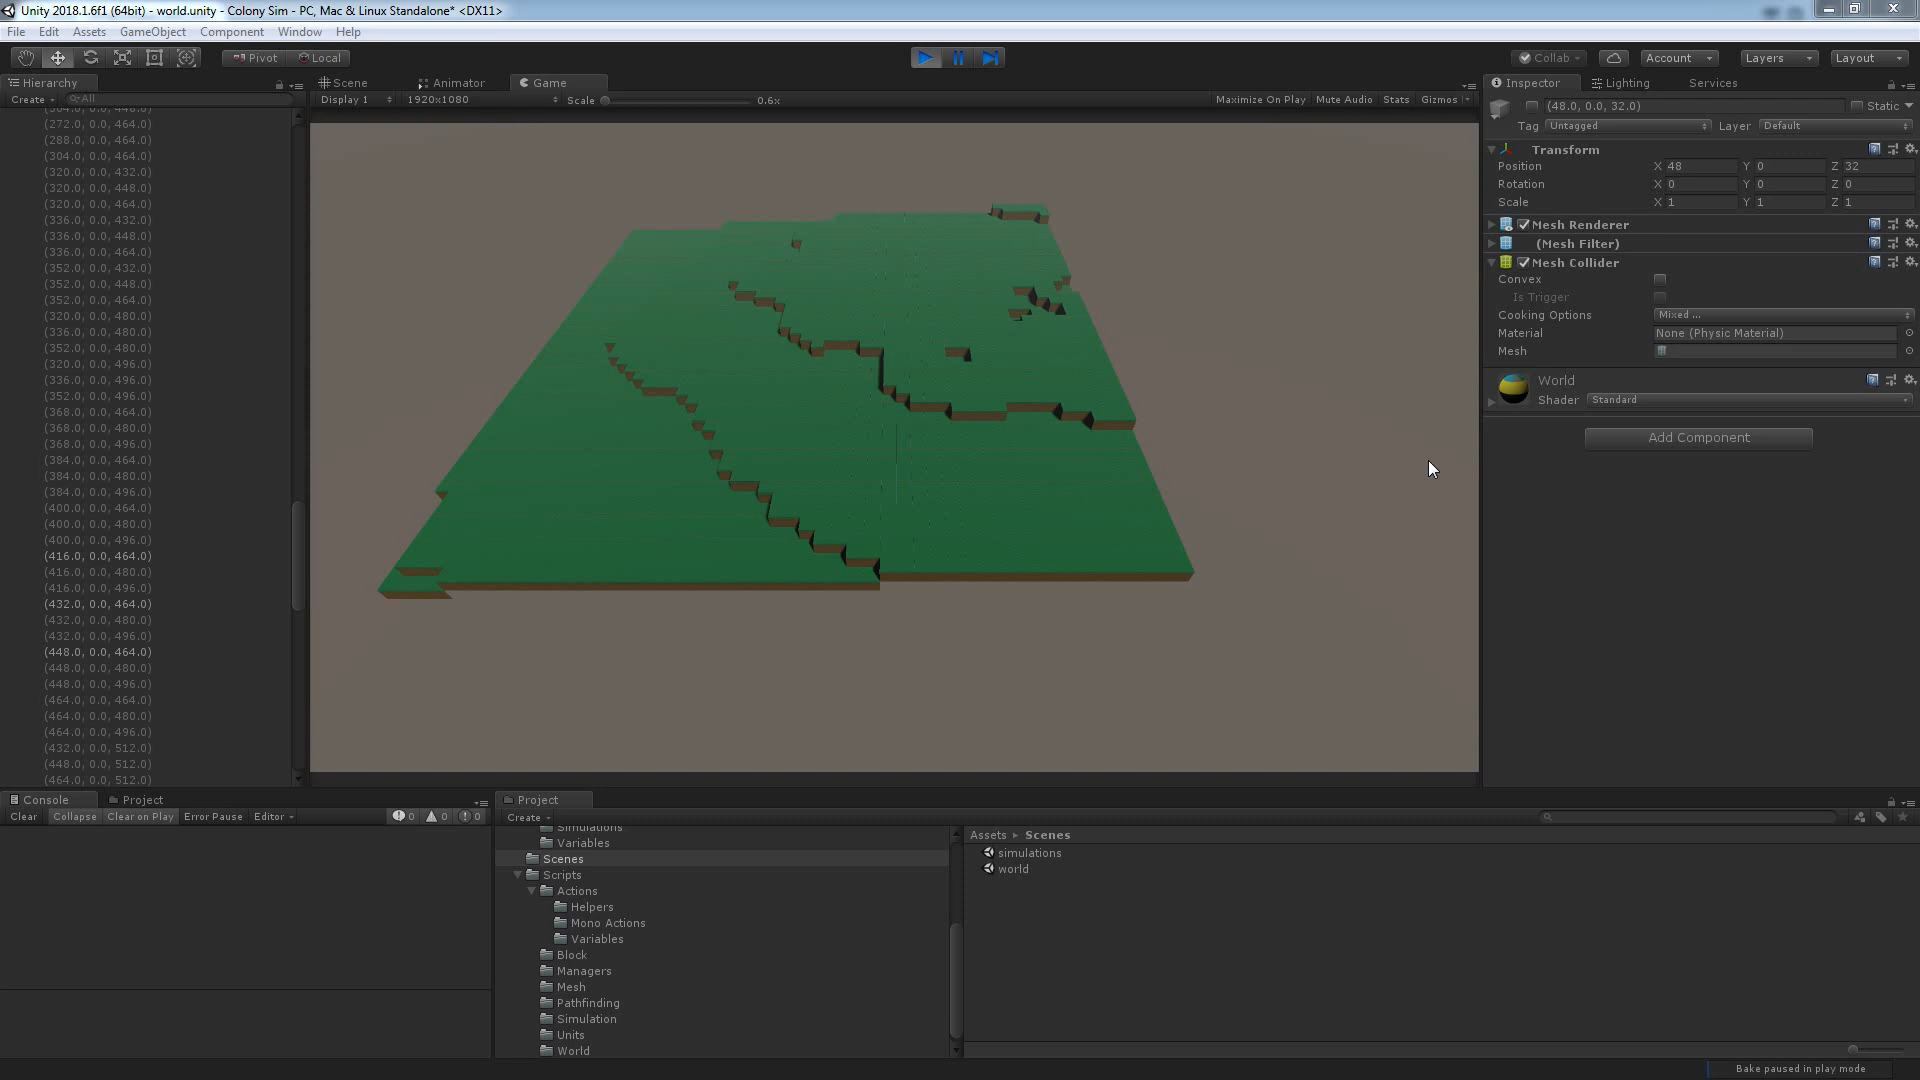 Unity 2018.1.6f1 (64bit) - world.unity - Colony Sim - PC, Mac & Linux Standalone* <DX11>
File Edit Assets GameObject Component Window Help
Pivot Local Collab Account Layers Layout
Hierarchy Scene Animator Game Inspector Lighting Services
Create All Display 1 1920x1080 Scale 0.6x Maximize On Play Mute Audio Stats Gizmos
(304.0, 0.0, 448.0)
(272.0, 0.0, 464.0)
(288.0, 0.0, 464.0)
(304.0, 0.0, 464.0)
(320.0, 0.0, 432.0)
(320.0, 0.0, 448.0)
(320.0, 0.0, 464.0)
(336.0, 0.0, 432.0)
(336.0, 0.0, 448.0)
(336.0, 0.0, 464.0)
(352.0, 0.0, 432.0)
(352.0, 0.0, 448.0)
(352.0, 0.0, 464.0)
(320.0, 0.0, 480.0)
(336.0, 0.0, 480.0)
(352.0, 0.0, 480.0)
(320.0, 0.0, 496.0)
(336.0, 0.0, 496.0)
(352.0, 0.0, 496.0)
(368.0, 0.0, 464.0)
(368.0, 0.0, 480.0)
(368.0, 0.0, 496.0)
(384.0, 0.0, 464.0)
(384.0, 0.0, 480.0)
(384.0, 0.0, 496.0)
(400.0, 0.0, 464.0)
(400.0, 0.0, 480.0)
(400.0, 0.0, 496.0)
(416.0, 0.0, 464.0)
(416.0, 0.0, 480.0)
(416.0, 0.0, 496.0)
(432.0, 0.0, 464.0)
(432.0, 0.0, 480.0)
(432.0, 0.0, 496.0)
(448.0, 0.0, 464.0)
(448.0, 0.0, 480.0)
(448.0, 0.0, 496.0)
(464.0, 0.0, 464.0)
(464.0, 0.0, 480.0)
(464.0, 0.0, 496.0)
(432.0, 0.0, 512.0)
(448.0, 0.0, 512.0)
(464.0, 0.0, 512.0)
(48.0, 0.0, 32.0) Static
Tag Untagged Layer Default
Transform
Position X 48 Y 0 Z 32
Rotation X 0 Y 0 Z 0
Scale X 1 Y 1 Z 1
Mesh Renderer
(Mesh Filter)
Mesh Collider
Convex
Is Trigger
Cooking Options Mixed ...
Material None (Physic Material)
Mesh
World
Shader Standard
Add Component
Console Project
Clear Collapse Clear on Play Error Pause Editor 0 0 0
Project
Create
Simulations
Variables
Scenes
Scripts
Actions
Helpers
Mono Actions
Variables
Block
Managers
Mesh
Pathfinding
Simulation
Units
World
Assets Scenes
simulations
world
Bake paused in play mode